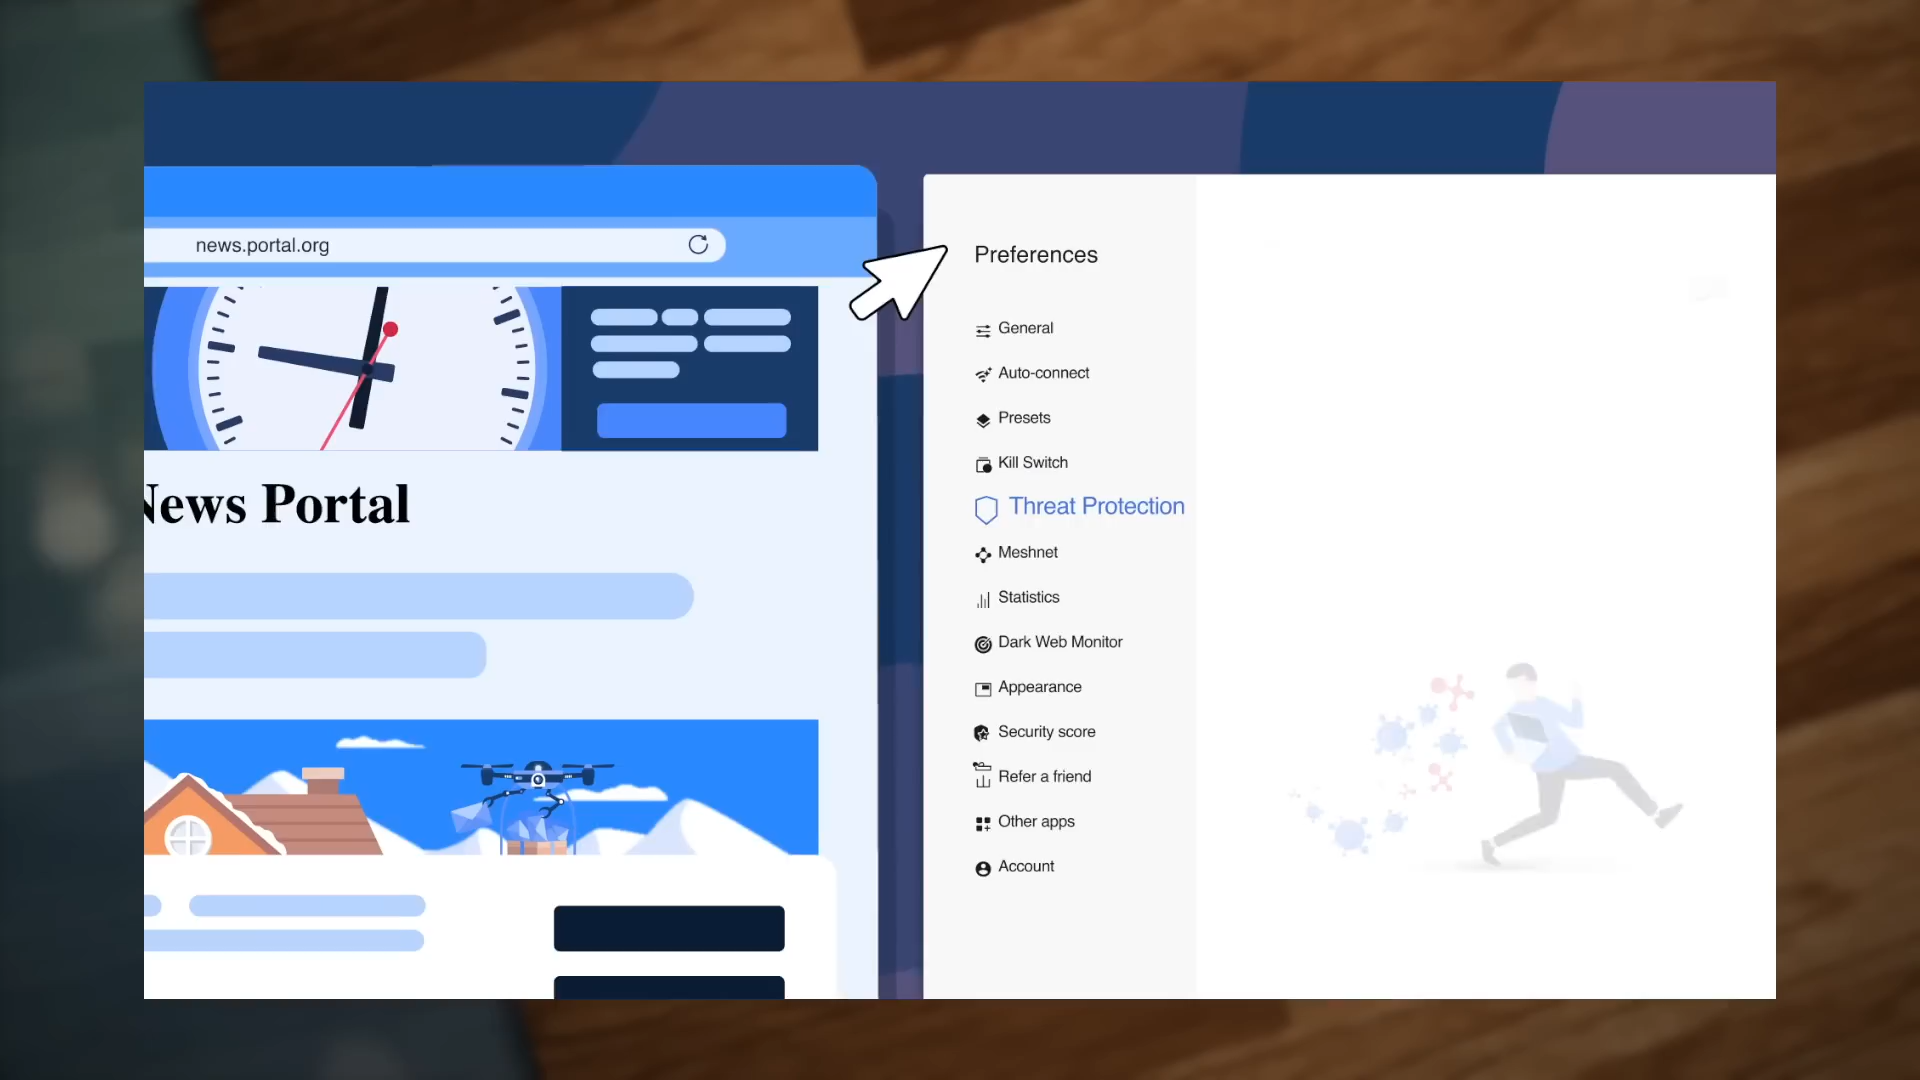 news.portal.org
News Portal
Preferences
General
Auto-connect
Presets
Kill Switch
Threat Protection
Meshnet
Statistics
Dark Web Monitor
Appearance
Security score
Refer a friend
Other apps
Account